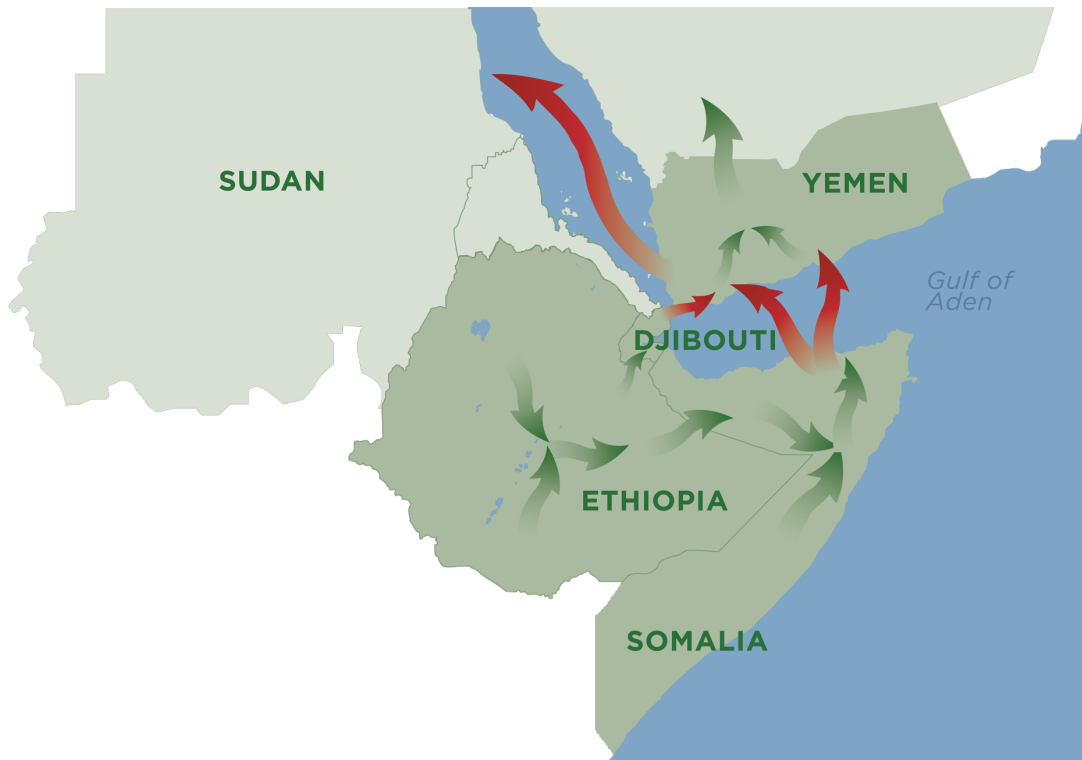 SUDAN
YEMEN
Gulf of
Aden
DJIBOUTI
ETHIOPIA
SOMALIA